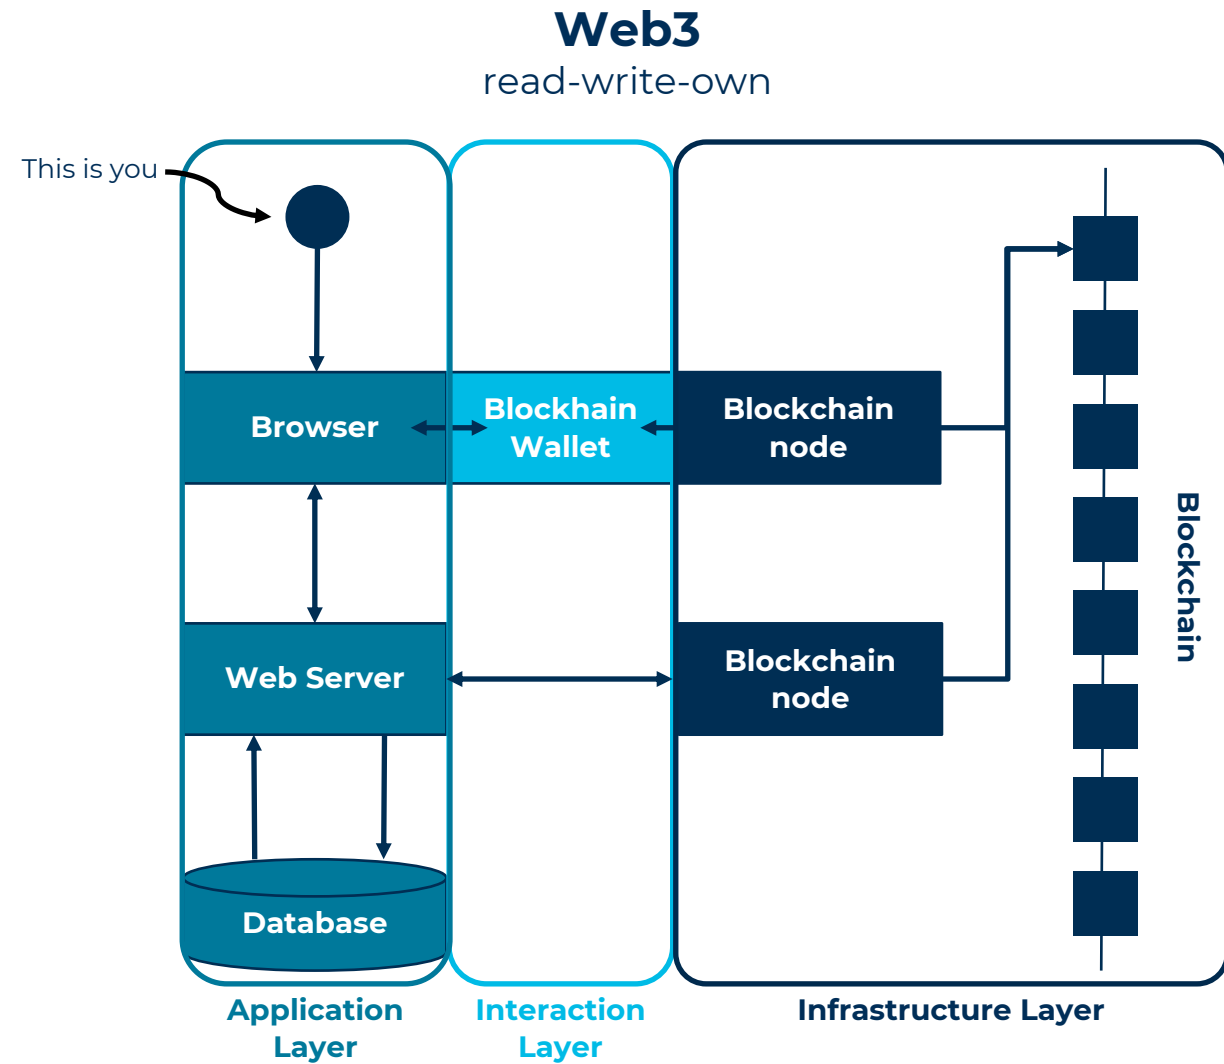 Web3
read-write-own
This is you
Browser
Blockhain
Wallet
Blockchain
node
Web Server
Blockchain
node
Database
Blockchain
Application
Layer
Interaction
Layer
Infrastructure Layer